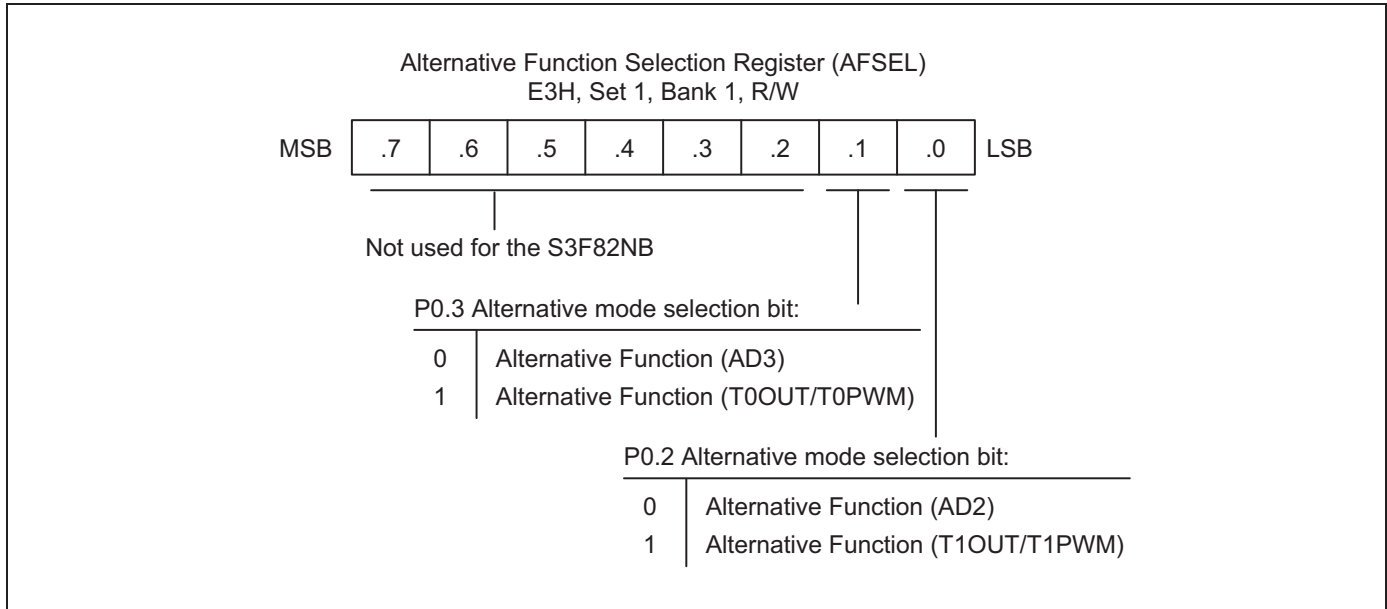 Alternative Function Selection Register (AFSEL)
E3H, Set 1, Bank 1, R/W
MSB .7 .6 .5 .4 .3 .2 .1 .0 LSB
Not used for the S3F82NB
P0.3 Alternative mode selection bit:
0 Alternative Function (AD3)
1 Alternative Function (T0OUT/T0PWM)
P0.2 Alternative mode selection bit:
0 Alternative Function (AD2)
1 Alternative Function (T1OUT/T1PWM)